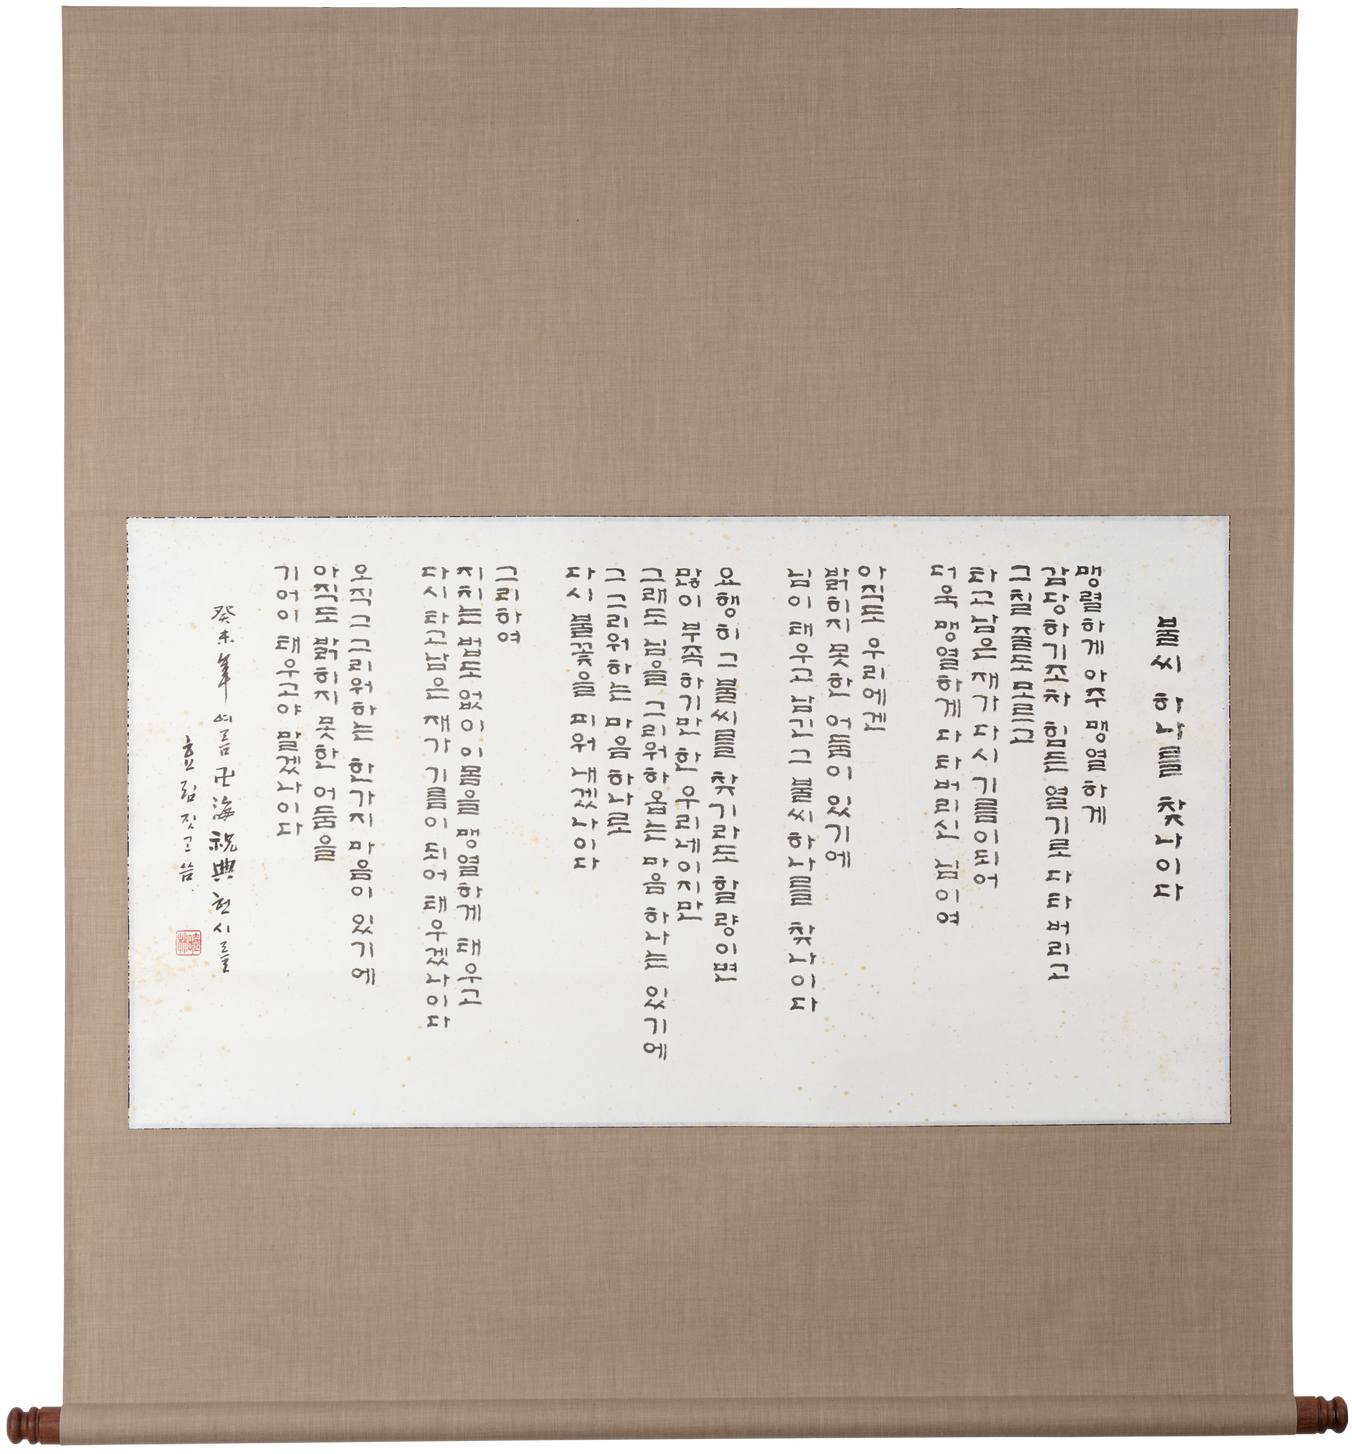 불씨 하나를 찾나이다
맹렬하게 아주 맹열하게
감당하기조차 힘든 열기로 다 타버리고
그칠줄도모르고
타고 남은 재가 다시 기름이되어
더욱 맹열하게 다 타버리신 님이여
아직도 우리에겐
밝히지 못한 어둠이 있기에
님이 태우고 남긴 그 불씨 하나를 찾나이다
요행히 그 불씨를 찾기라도 할량이면
많이 부족하기만 한 우리네이지만
그래도 님을 그리워하옵는 마음 하나는 있기에
그 그리워하는 마음 하나로
다시 불꽃을 피워 내겠나이다
그리하여
지치는 법도 없이 이몸을 맹열하게 태우고
다시 타고남은 재가 기름이 되어 태우겠나이다
오직 그 그리워하는 한가지 마음이 있기에
아직도 밝히지 못한 어둠을
기어이 태우고야 말겠나이다
癸未年 여름 卍海祝典 헌시를
효림 짓고 씀.